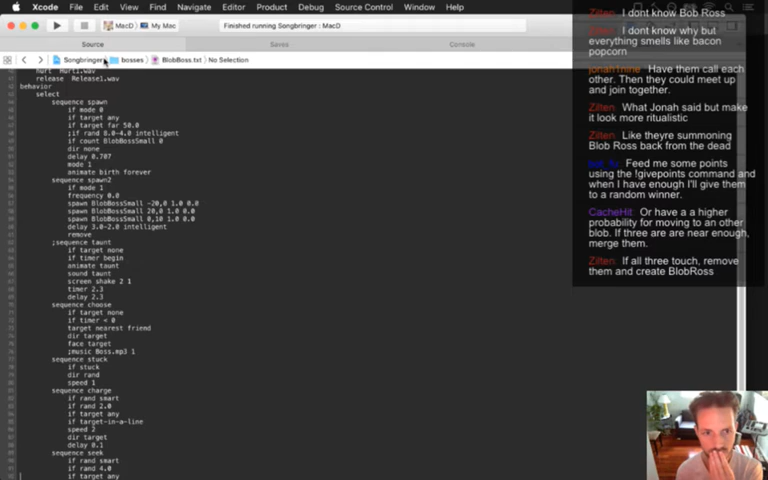 Xcode File Edit View Find Navigate Editor Product Debug Integrate Source Control Window Help
MacD My Mac
Finished running Songbringer : MacD
Source
Saves
Console
Songbringer bosses BlobBoss.txt No Selection
hurt Hurt1.wav
release Release1.wav
behavior
select
sequence spawn
if mode 0
if target any
if target far 50.0
;if rand 8.0-4.0 intelligent
if count BlobBossSmall 0
dir none
delay 0.707
mode 1
animate birth forever
sequence spawn2
if mode 1
frequency 0.0
spawn BlobBossSmall -20,0 1.0 0.0
spawn BlobBossSmall 20,0 1.0 0.0
spawn BlobBossSmall 0,10 1.0 0.0
delay 3.0-2.0 intelligent
remove
;sequence taunt
if target none
if timer begin
animate taunt
sound taunt
screen shake 2 1
timer 2.3
delay 2.3
sequence choose
if target none
if timer < 0
target nearest friend
dir target
face target
;music Boss.mp3 1
sequence stuck
if stuck
dir rand
speed 1
sequence charge
if rand smart
if rand 2.0
if target any
if target-in-a-line
speed 2
dir target
delay 0.1
sequence seek
if rand smart
if rand 4.0
if target any
Zilten: I dont know Bob Ross
Zilten: I dont know why but
everything smells like bacon
popcorn
jonah1nine: Have them call each
other. Then they could meet up
and join together.
Zilten: What Jonah said but make
it look more ritualistic
Zilten: Like theyre summoning
Blob Ross back from the dead
Feed me some points
using the !givepoints command and
when I have enough I'll give them
to a random winner.
CacheHit: Or have a a higher
probability for moving to an other
blob. If three are are near enough,
merge them.
Zilten: If all three touch, remove
them and create BlobRoss